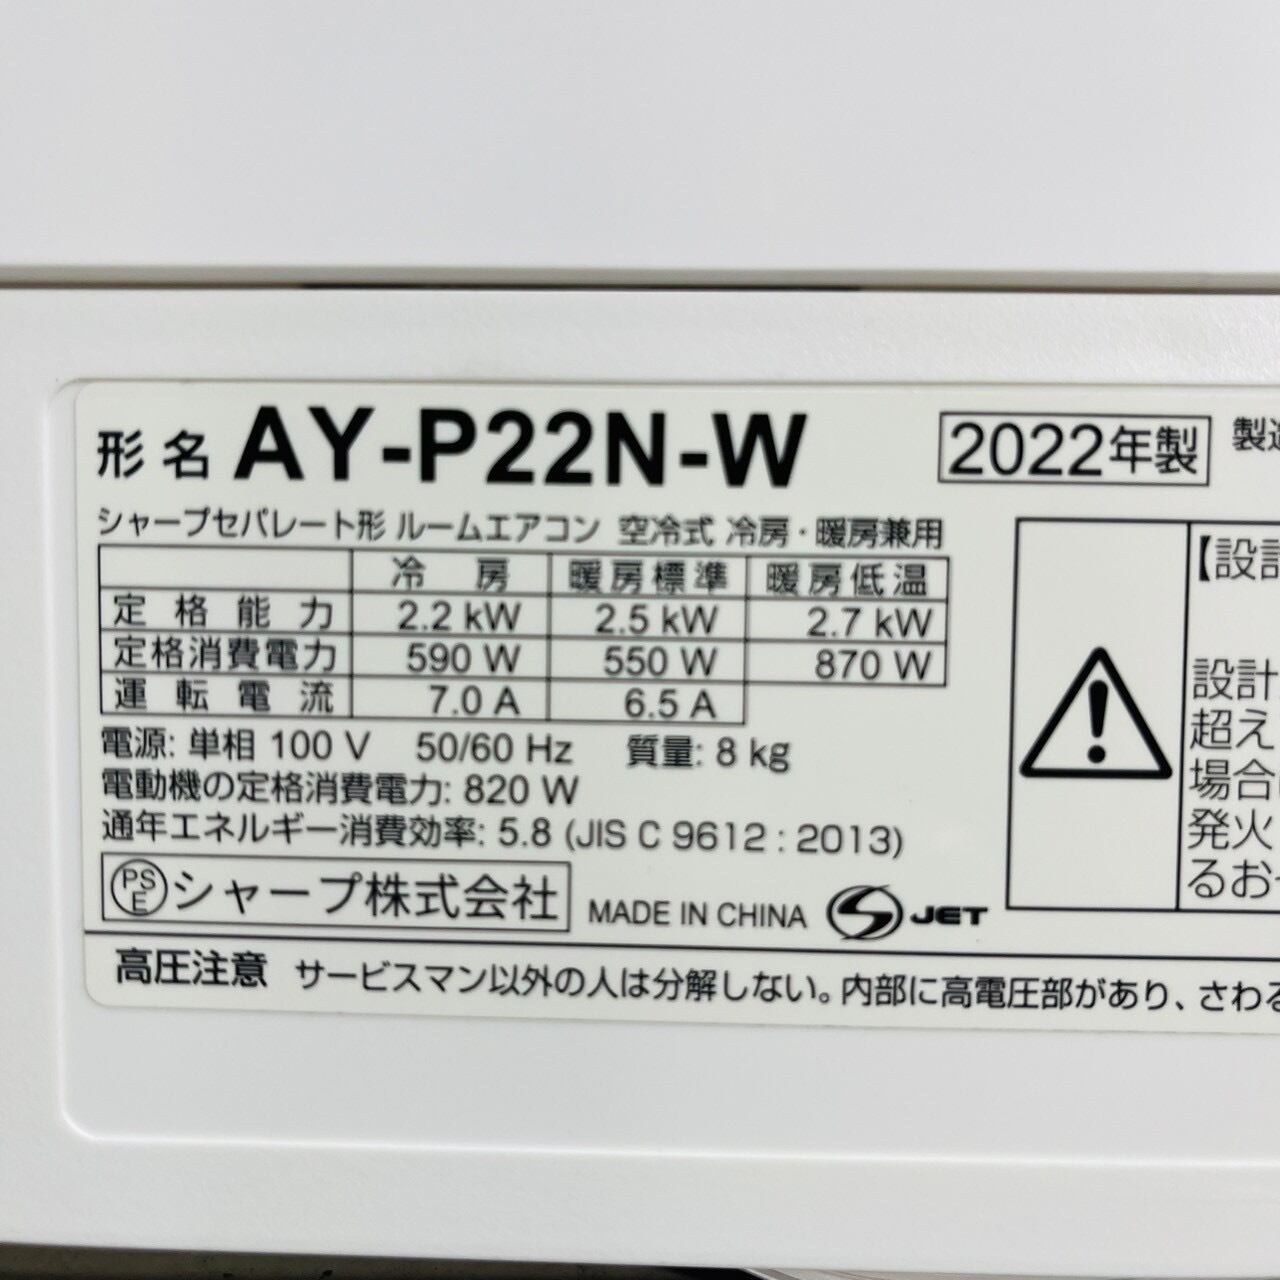 形名 AY-P22N-W 2022年製
シャープセパレート形 ルームエアコン 空冷式 冷房・暖房兼用
冷房 暖房標準 暖房低温
定格能力 2.2 kW 2.5 kW 2.7 kW
定格消費電力 590 W 550 W 870 W
運転電流 7.0 A 6.5 A
電源: 単相 100 V 50/60 Hz 質量: 8 kg
電動機の定格消費電力: 820 W
通年エネルギー消費効率: 5.8 (JIS C 9612 : 2013)
PSE シャープ株式会社 MADE IN CHINA S JET
高圧注意 サービスマン以外の人は分解しない。内部に高電圧部があり、さわる
製造
【設計
設計
超え
場合
発火
るお